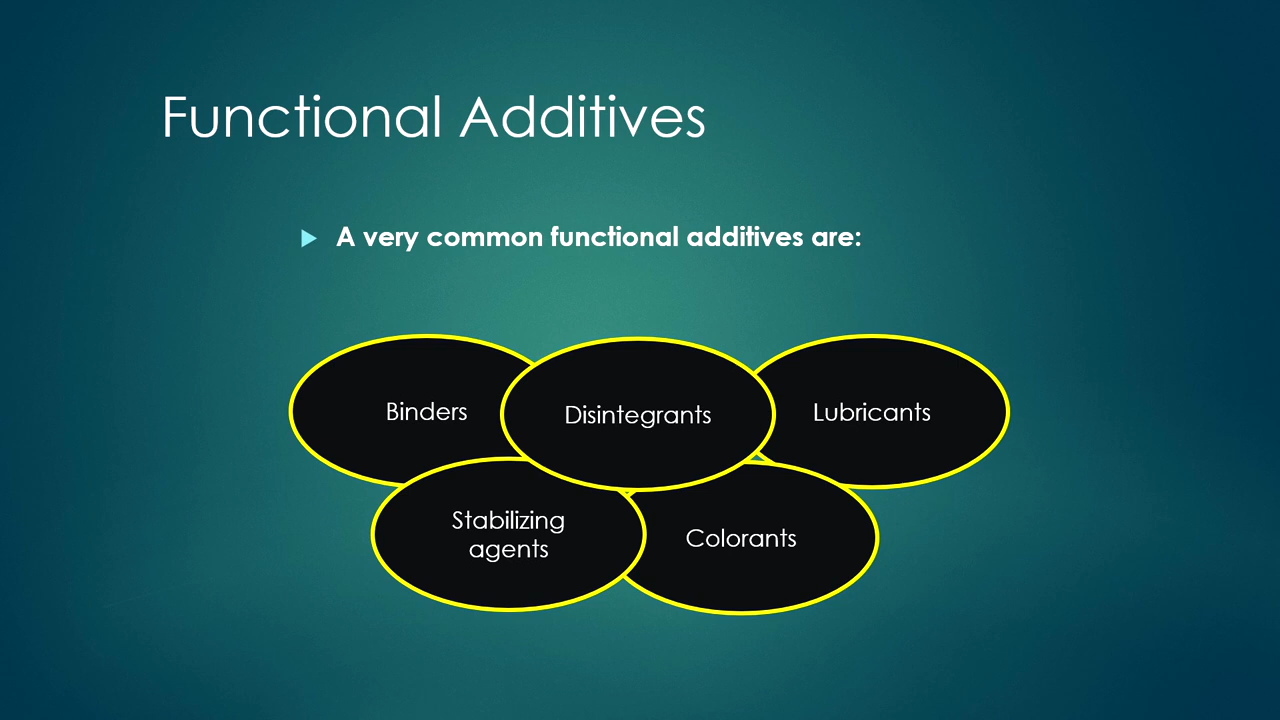 Functional Additives
A very common functional additives are:
Binders
Disintegrants
Lubricants
Stabilizing
agents
Colorants